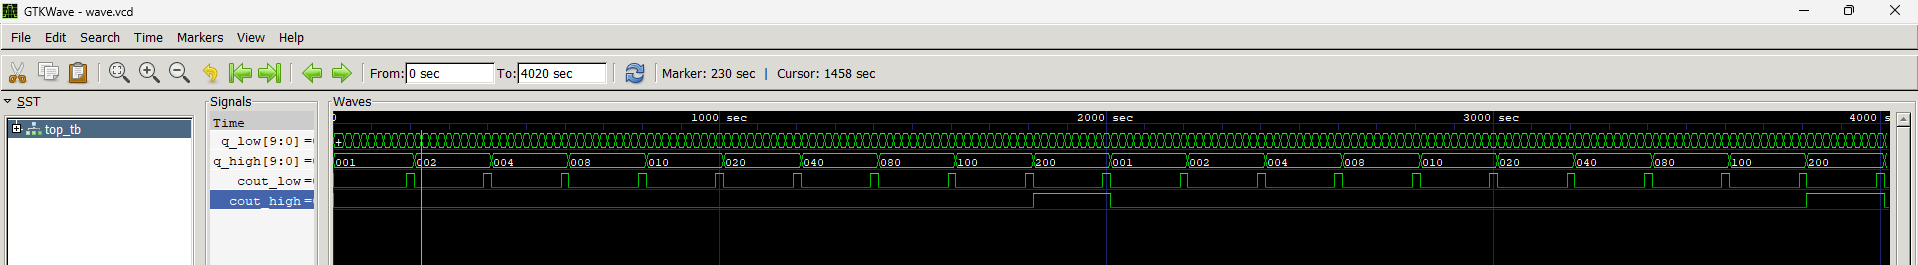 GTKWave - wave.vcd
File Edit Search Time Markers View Help
From: 0 sec To: 4020 sec Marker: 230 sec | Cursor: 1458 sec
SST Signals Waves
top_tb
Time
0 1000 sec 2000 sec 3000 sec 4000 s
q_low[9:0] =
+
q_high[9:0] =
001 002 004 008 010 020 040 080 100 200 001 002 004 008 010 020 040 080 100 200
cout_low =
cout_high =